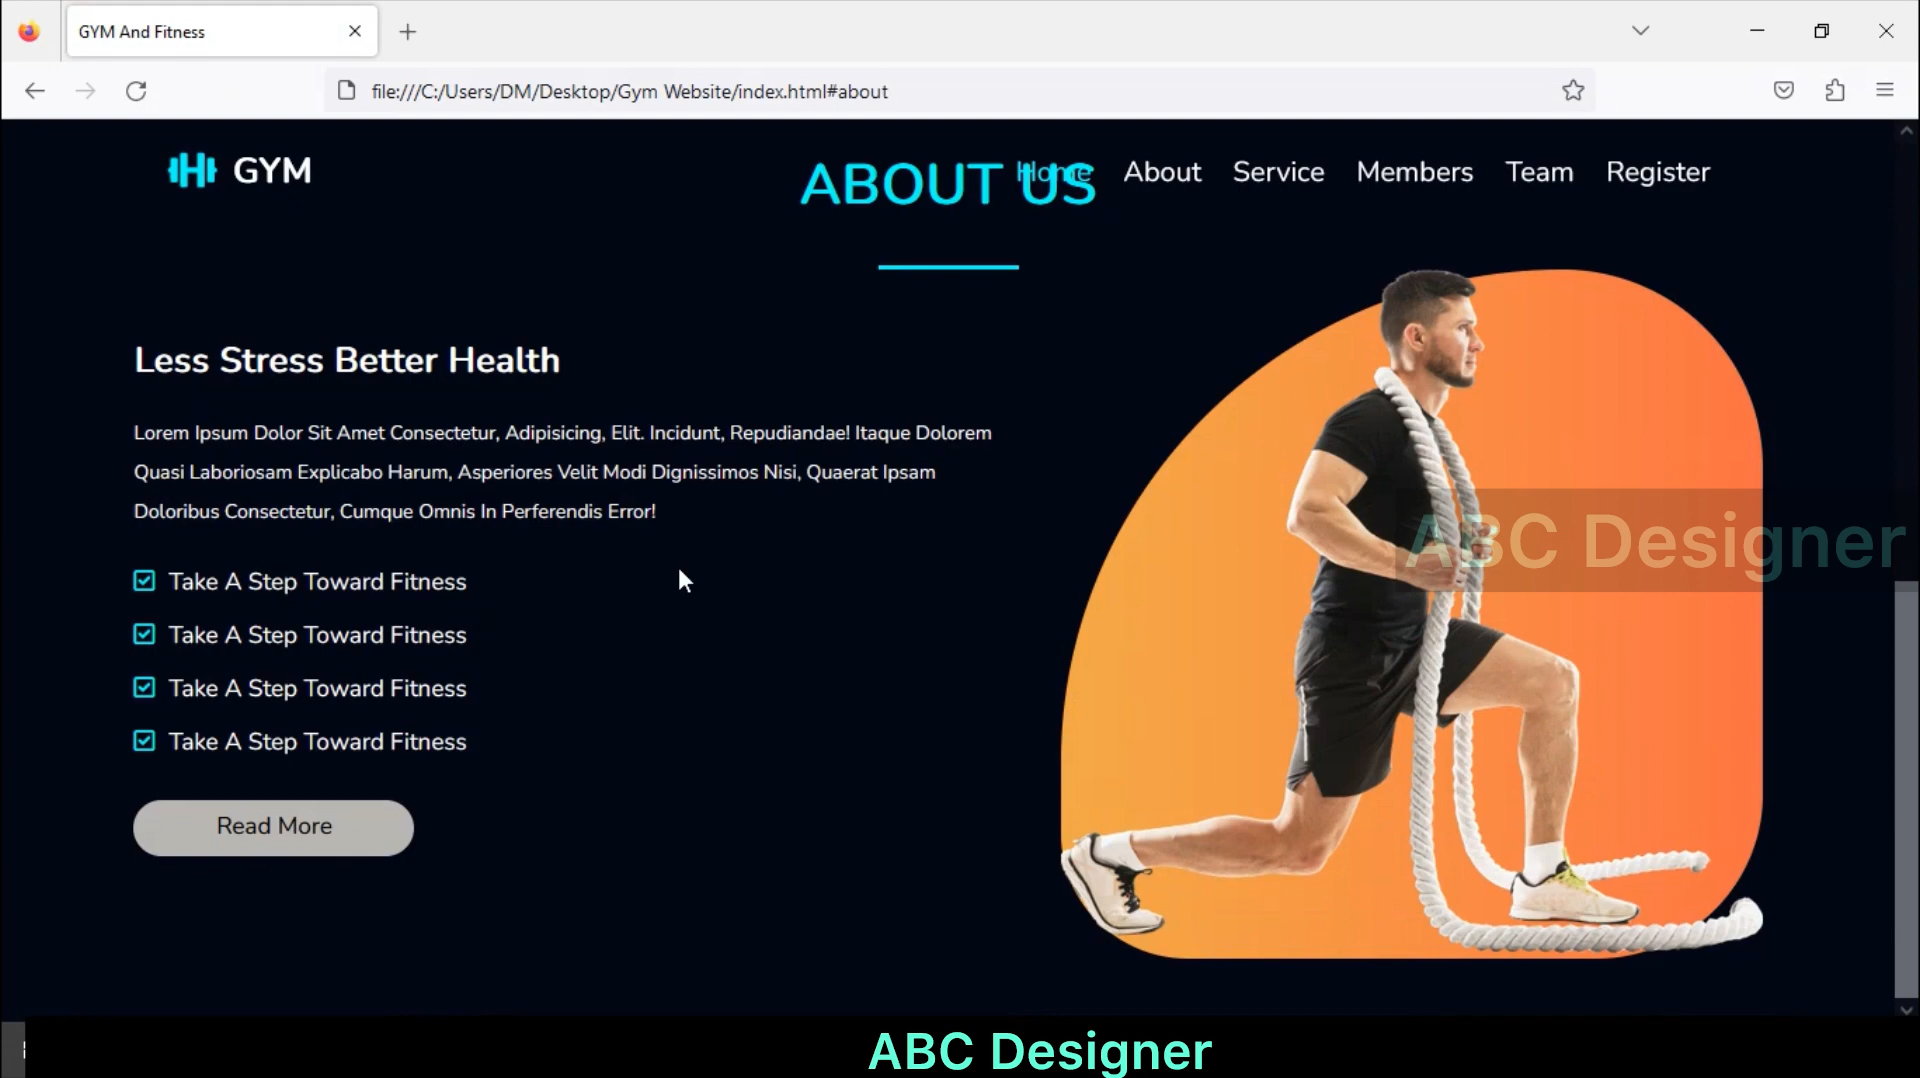 GYM And Fitness
file:///C:/Users/DM/Desktop/Gym Website/index.html#about
GYM
ABOUT US
Home
About
Service
Members
Team
Register
Less Stress Better Health
Lorem Ipsum Dolor Sit Amet Consectetur, Adipisicing, Elit. Incidunt, Repudiandae! Itaque Dolorem
Quasi Laboriosam Explicabo Harum, Asperiores Velit Modi Dignissimos Nisi, Quaerat Ipsam
Doloribus Consectetur, Cumque Omnis In Perferendis Error!
Take A Step Toward Fitness
Take A Step Toward Fitness
Take A Step Toward Fitness
Take A Step Toward Fitness
Read More
ABC Designer
ABC Designer